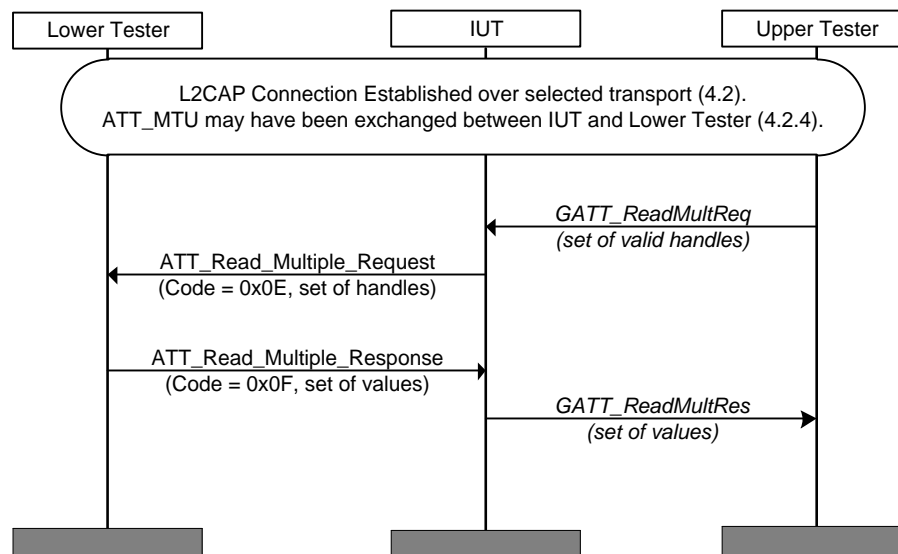 Lower Tester
IUT
Upper Tester
L2CAP Connection Established over selected transport (4.2).
ATT_MTU may have been exchanged between IUT and Lower Tester (4.2.4).
GATT_ReadMultReq
(set of valid handles)
ATT_Read_Multiple_Request
(Code = 0x0E, set of handles)
ATT_Read_Multiple_Response
(Code = 0x0F, set of values)
GATT_ReadMultRes
(set of values)